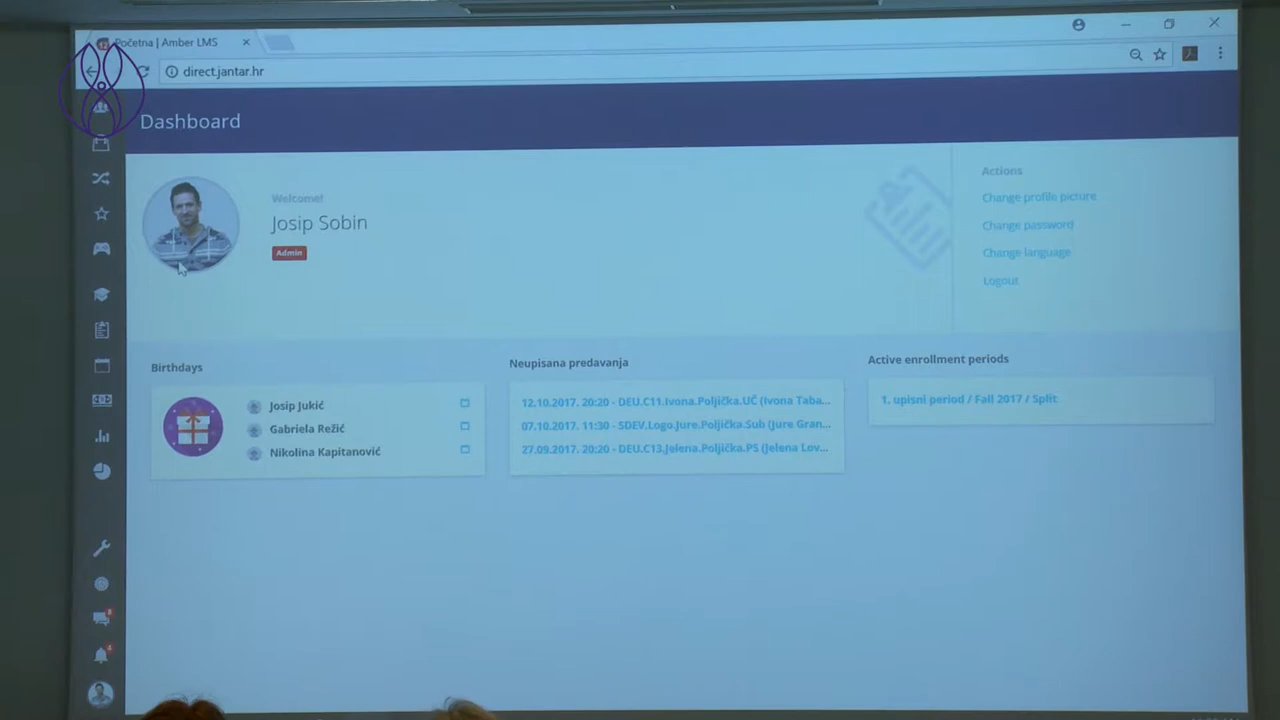 Početna | Amber LMS
direct.jantar.hr
Dashboard
Welcome!
Josip Sobin
Admin
Actions
Change profile picture
Change password
Change language
Logout
Birthdays
Josip Jukić
Gabriela Režić
Nikolina Kapitanović
Neupisana predavanja
12.10.2017. 20:20 - DEU.C11.Ivona.Poljička.UČ (Ivona Taba...
07.10.2017. 11:30 - SDEV.Logo.Jure.Poljička.Sub (Jure Gran...
27.09.2017. 20:20 - DEU.C13.Jelena.Poljička.PS (Jelena Lov...
Active enrollment periods
1. upisni period / Fall 2017 / Split